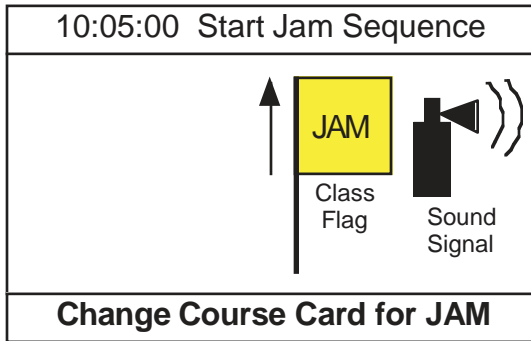 10:05:00 Start Jam Sequence
JAM
Class
Flag
Sound
Signal
Change Course Card for JAM